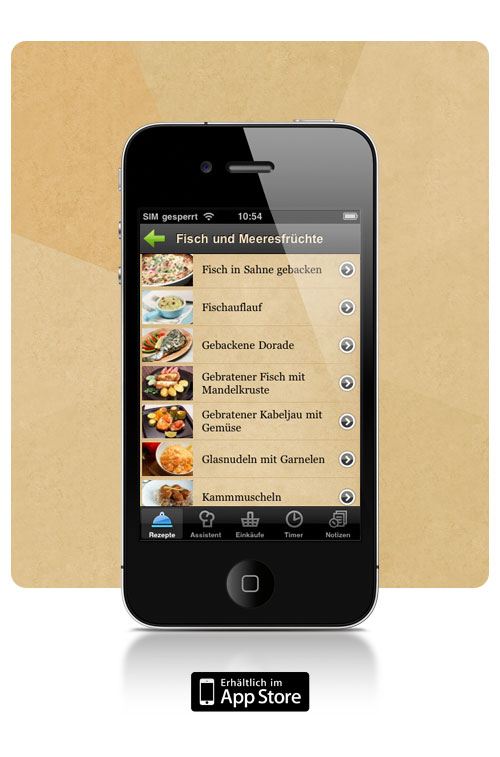 SIM gesperrt 10:54
Fisch und Meeresfrüchte
Fisch in Sahne gebacken
Fischauflauf
Gebackene Dorade
Gebratener Fisch mit
Mandelkruste
Gebratener Kabeljau mit
Gemüse
Glasnudeln mit Garnelen
Kammmuscheln
Rezepte Assistent Einkäufe Timer Notizen
Erhältlich im
App Store